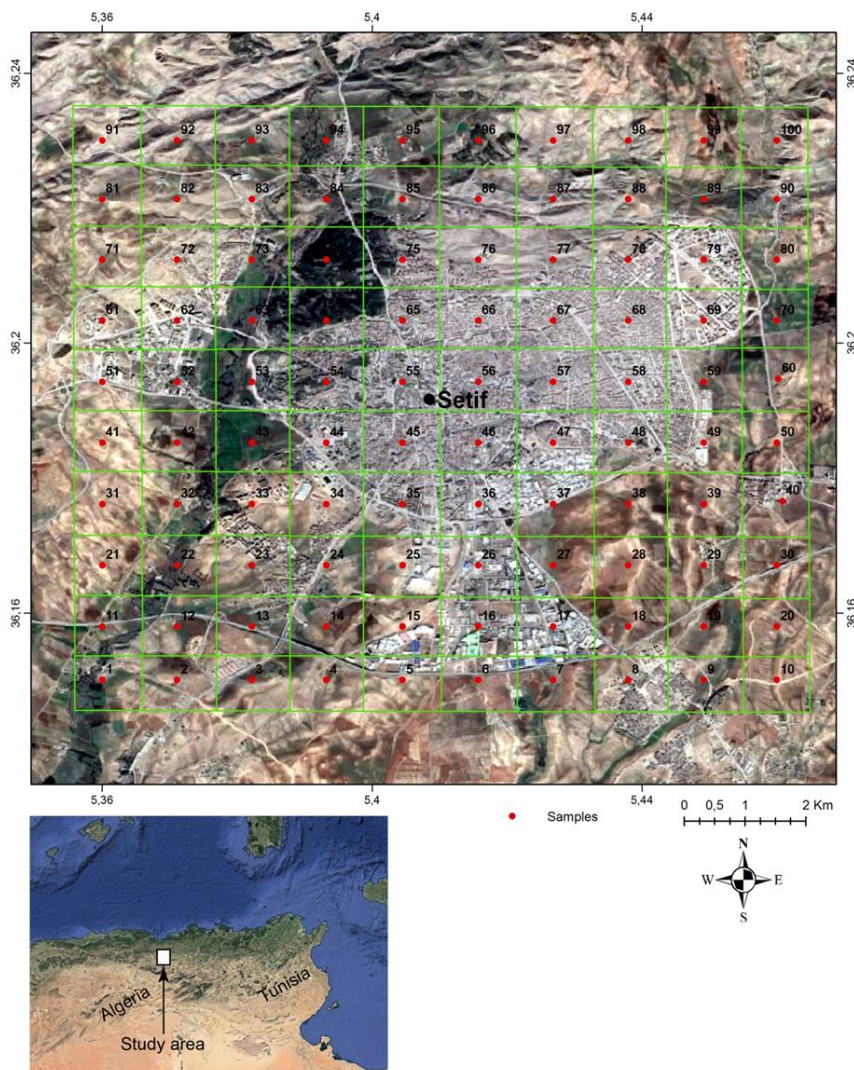 5,36 5,4 5,44
36,24 36,24
91 92 93 94 95 96 97 98 99 100
81 82 83 84 85 86 87 88 89 90
71 72 73 75 76 77 78 79 80
61 62 63 65 66 67 68 69 70
36,2 36,2
51 52 53 54 55 56 57 58 59 60
Setif
41 42 43 44 45 46 47 48 49 50
31 32 33 34 35 36 37 38 39 40
21 22 23 24 25 26 27 28 29 30
36,16 36,16
11 12 13 14 15 16 17 18 19 20
1 2 3 4 5 6 7 8 9 10
5,36 5,4 5,44
Samples
0 0,5 1 2 Km
N
W E
S
Algeria
Tunisia
Study area